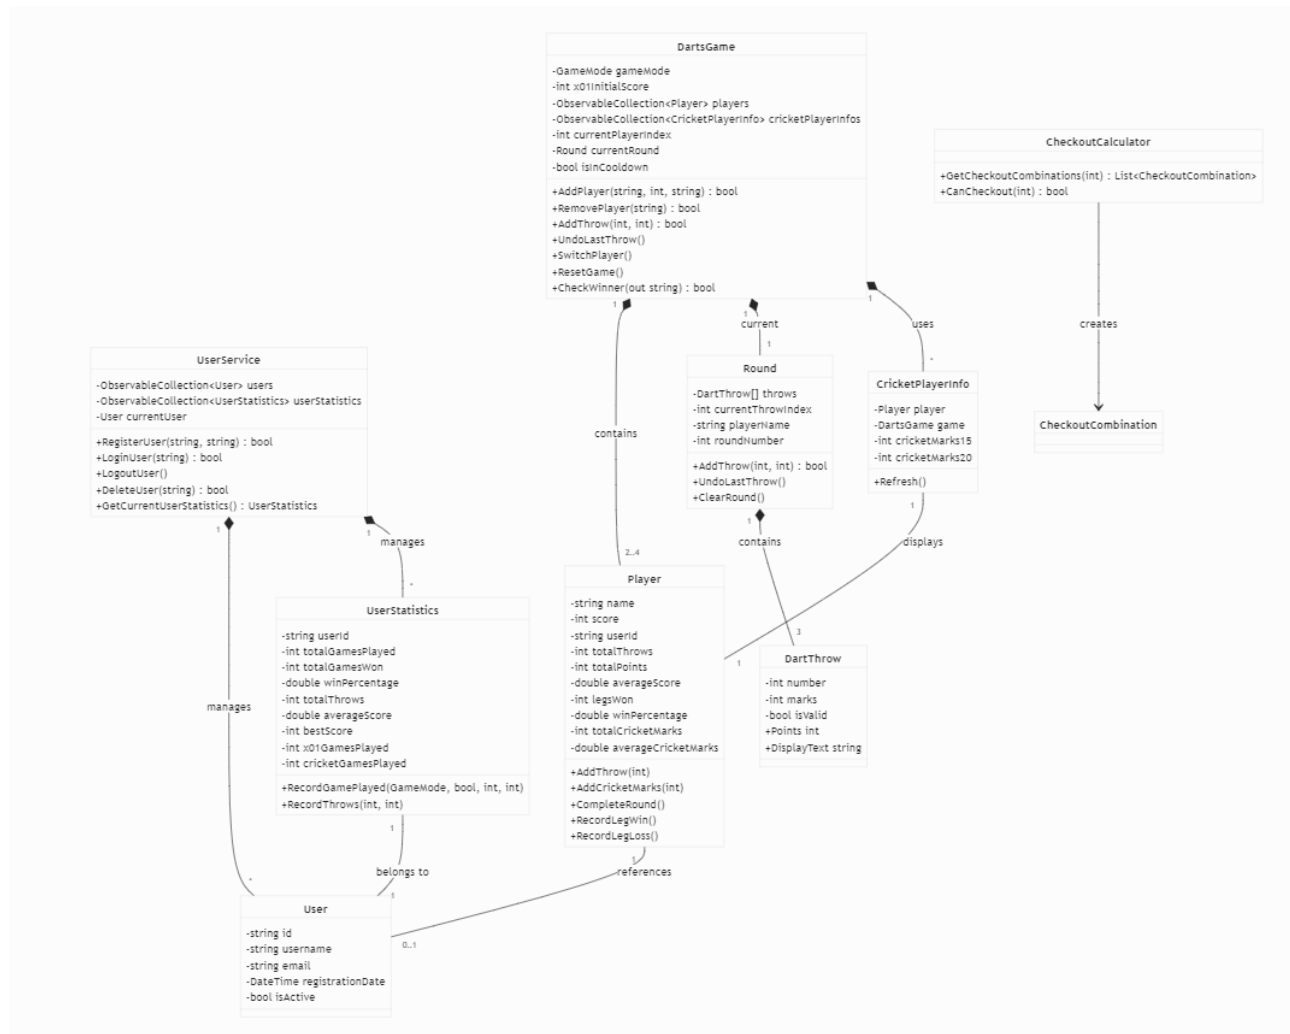 DartsGame
-GameMode gameMode
-int x01InitialScore
-ObservableCollection<Player> players
-ObservableCollection<CricketPlayerInfo> cricketPlayerInfos
-int currentPlayerIndex
-Round currentRound
-bool isInCooldown
+AddPlayer(string, int, string) : bool
+RemovePlayer(string) : bool
+AddThrow(int, int) : bool
+UndoLastThrow()
+SwitchPlayer()
+ResetGame()
+CheckWinner(out string) : bool
CheckoutCalculator
+GetCheckoutCombinations(int) : List<CheckoutCombination>
+CanCheckout(int) : bool
1
1
1
current
uses
creates
1
*
UserService
-ObservableCollection<User> users
-ObservableCollection<UserStatistics> userStatistics
-User currentUser
+RegisterUser(string, string) : bool
+LoginUser(string) : bool
+LogoutUser()
+DeleteUser(string) : bool
+GetCurrentUserStatistics() : UserStatistics
contains
Round
-DartThrow[] throws
-int currentThrowIndex
-string playerName
-int roundNumber
+AddThrow(int, int) : bool
+UndoLastThrow()
+ClearRound()
CricketPlayerInfo
-Player player
-DartsGame game
-int cricketMarks15
-int cricketMarks20
+Refresh()
CheckoutCombination
1
1
manages
*
1
contains
1
displays
2..4
3
1
UserStatistics
-string userId
-int totalGamesPlayed
-int totalGamesWon
-double winPercentage
-int totalThrows
-double averageScore
-int bestScore
-int x01GamesPlayed
-int cricketGamesPlayed
+RecordGamePlayed(GameMode, bool, int, int)
+RecordThrows(int, int)
Player
-string name
-int score
-string userId
-int totalThrows
-int totalPoints
-double averageScore
-int legsWon
-double winPercentage
-int totalCricketMarks
-double averageCricketMarks
+AddThrow(int)
+AddCricketMarks(int)
+CompleteRound()
+RecordLegWin()
+RecordLegLoss()
DartThrow
-int number
-int marks
-bool isValid
+Points int
+DisplayText string
manages
1
belongs to
1
references
*
1
0..1
User
-string id
-string username
-string email
-DateTime registrationDate
-bool isActive